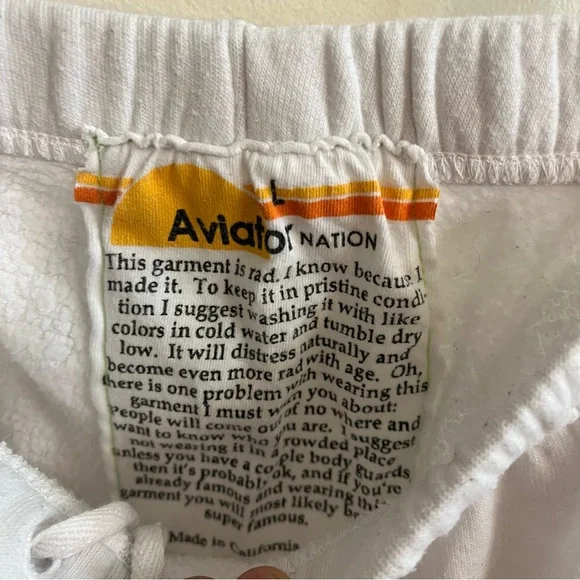 L
Aviator NATION
This garment is rad. I know because I
made it. To keep it in pristine condi-
tion I suggest washing it with like
colors in cold water and tumble dry
low. It will distress naturally and
become even more rad with age. Oh,
there is one problem with wearing this
garment I must warn you about:
People will come out of no where and
want to know who you are. I suggest
not wearing it in a crowded place
unless you have a couple body guards
then it's probably ok, and if you're
already famous and wearing this
garment you will most likely be
super famous.
Made in California